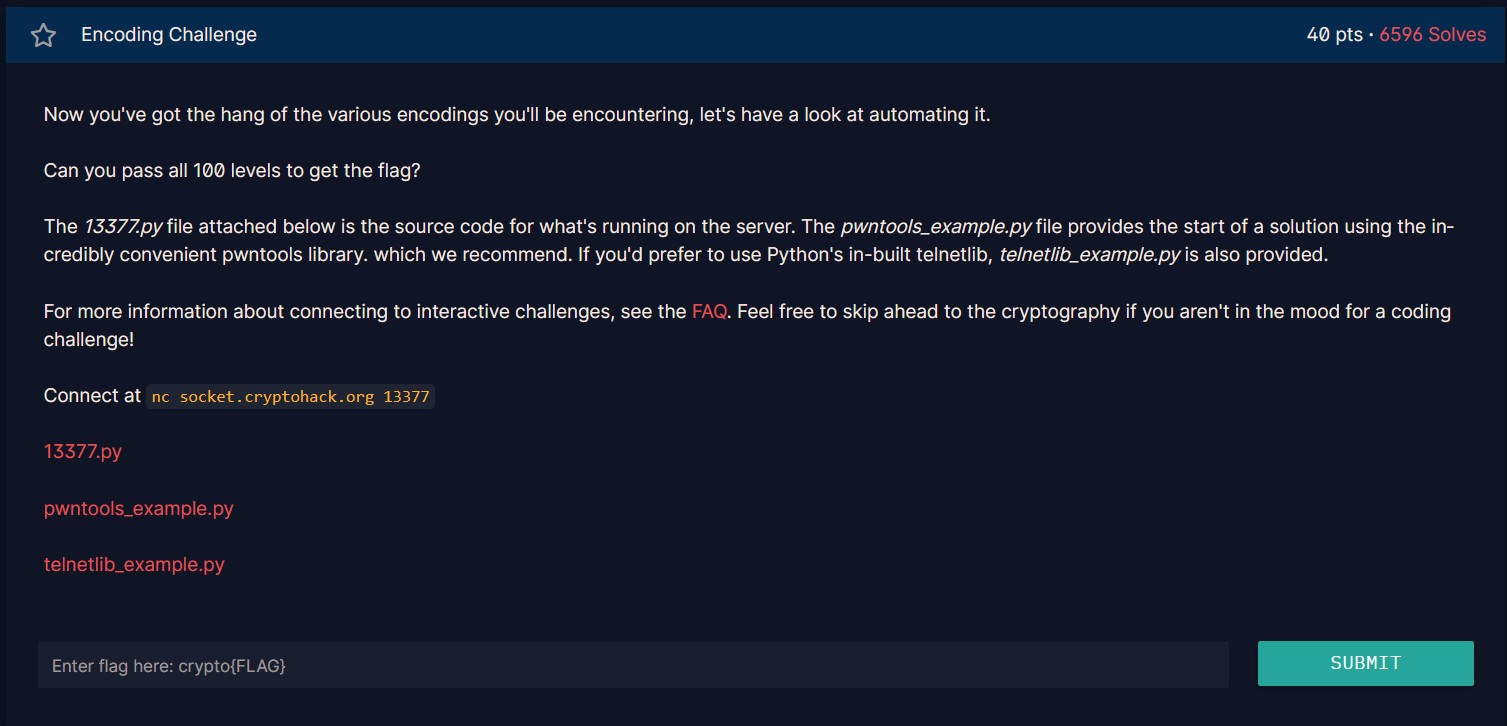 Encoding Challenge
40 pts · 6596 Solves
Now you've got the hang of the various encodings you'll be encountering, let's have a look at automating it.
Can you pass all 100 levels to get the flag?
The 13377.py file attached below is the source code for what's running on the server. The pwntools_example.py file provides the start of a solution using the in-
credibly convenient pwntools library. which we recommend. If you'd prefer to use Python's in-built telnetlib, telnetlib_example.py is also provided.
For more information about connecting to interactive challenges, see the FAQ. Feel free to skip ahead to the cryptography if you aren't in the mood for a coding
challenge!
Connect at nc socket.cryptohack.org 13377
13377.py
pwntools_example.py
telnetlib_example.py
Enter flag here: crypto{FLAG}
SUBMIT